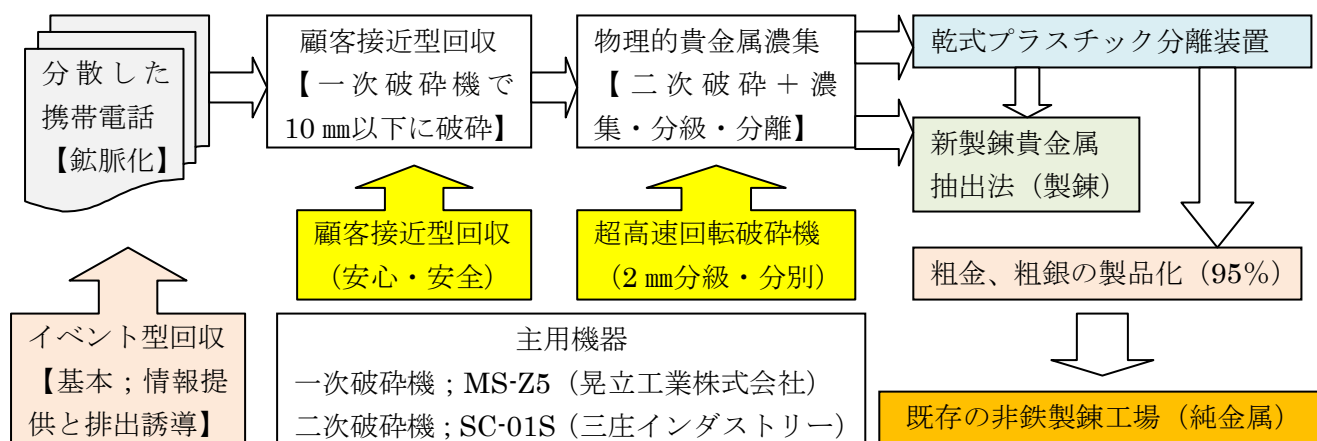 分散した
携帯電話
【鉱脈化】
顧客接近型回収
【一次破砕機で
10 ㎜以下に破砕】
物理的貴金属濃集
【二次破砕＋濃
集・分級・分離】
乾式プラスチック分離装置
新製錬貴金属
抽出法（製錬）
顧客接近型回収
（安心・安全）
超高速回転破砕機
（2 ㎜分級・分別）
粗金、粗銀の製品化（95％）
イベント型回収
【基本；情報提
供と排出誘導】
主用機器
一次破砕機；MS-Z5（晃立工業株式会社）
二次破砕機；SC-01S（三庄インダストリー）
既存の非鉄製錬工場（純金属）